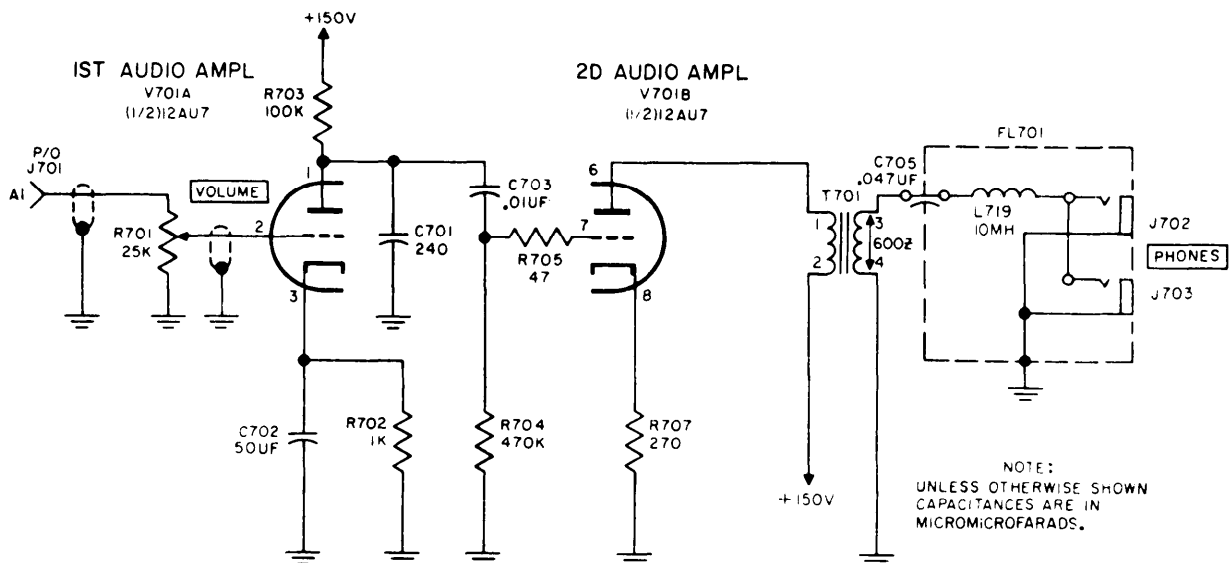 +150V
1ST AUDIO AMPL
V701A
(1/2)12AU7
R703
100K
2D AUDIO AMPL
V701B
(1/2)12AU7
FL701
P/O
J701
A1
VOLUME
R701
25K
1
2
3
C701
240
C703
.01UF
R705
47
6
7
8
T701
1
2
3
4
600Z
C705
.047UF
L719
10MH
J702
PHONES
J703
C702
50UF
R702
1K
R704
470K
R707
270
+150V
NOTE:
UNLESS OTHERWISE SHOWN
CAPACITANCES ARE IN
MICROMICROFARADS.